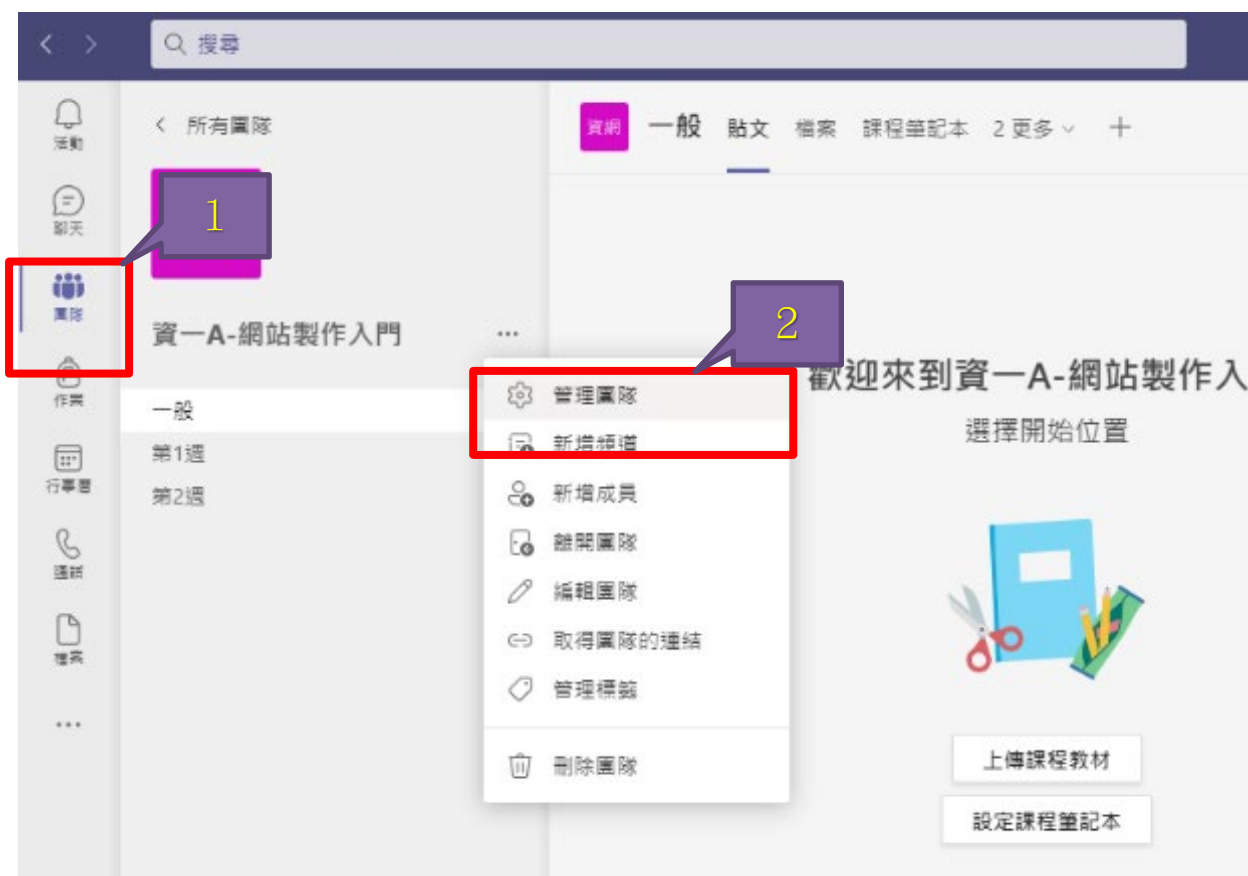 搜尋
活動
聊天
團隊
作業
行事曆
通話
檔案
...
所有團隊
1
資一A-網站製作入門
...
一般
第1週
第2週
資網
一般
貼文
檔案
課程筆記本
2 更多
2
管理團隊
新增頻道
新增成員
離開團隊
編輯團隊
取得團隊的連結
管理標籤
刪除團隊
歡迎來到資一A-網站製作入
選擇開始位置
上傳課程教材
設定課程筆記本